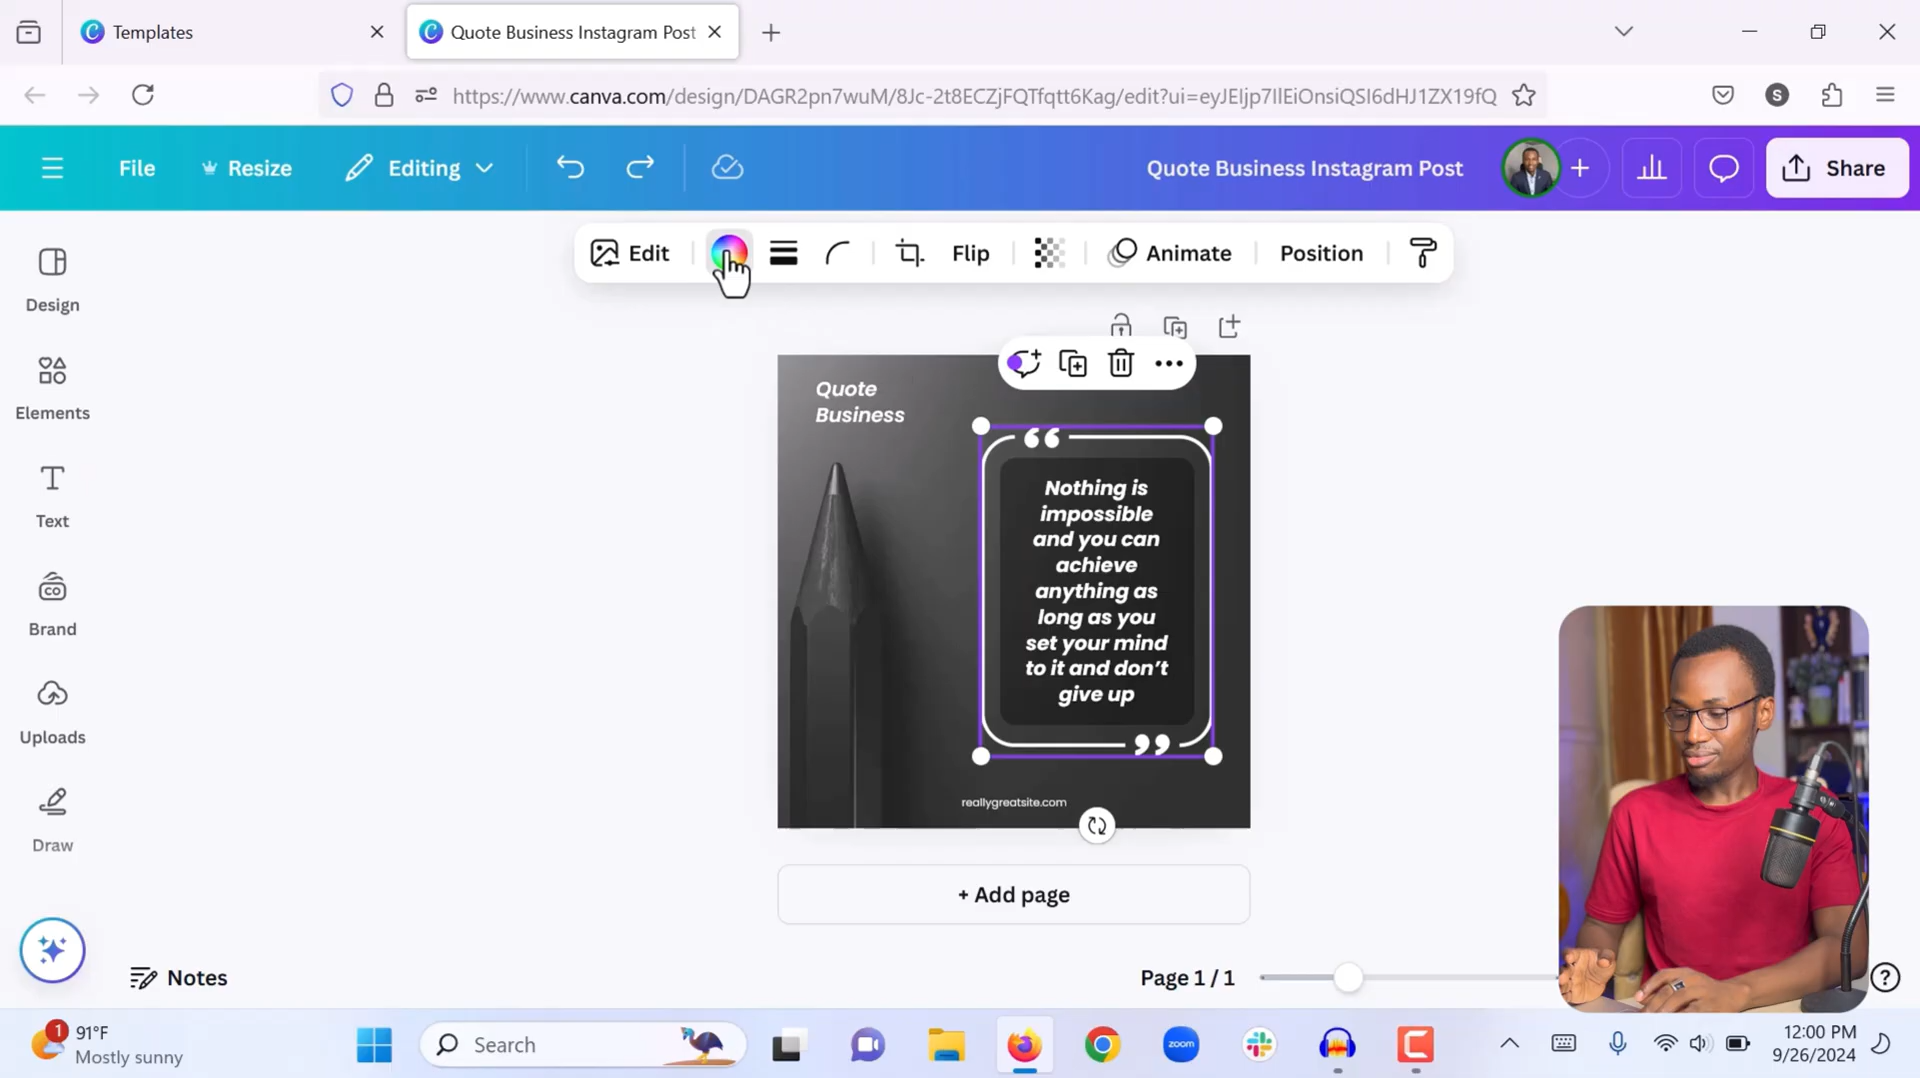 Templates
Quote Business Instagram Post
https://www.canva.com/design/DAGR2pn7wuM/8Jc-2t8ECZjFQTfqtt6Kag/edit?ui=eyJEIjp7IlEiOnsiQSI6dHJ1ZX19fQ
S
File
Resize
Editing
Quote Business Instagram Post
Share
Edit
Flip
Animate
Position
Design
Elements
Text
Brand
Uploads
Draw
Quote
Business
“
Nothing is
impossible
and you can
achieve
anything as
long as you
set your mind
to it and don’t
give up
”
reallygreatsite.com
+ Add page
Notes
Page 1 / 1
1
91°F
Mostly sunny
Search
zoom
12:00 PM
9/26/2024